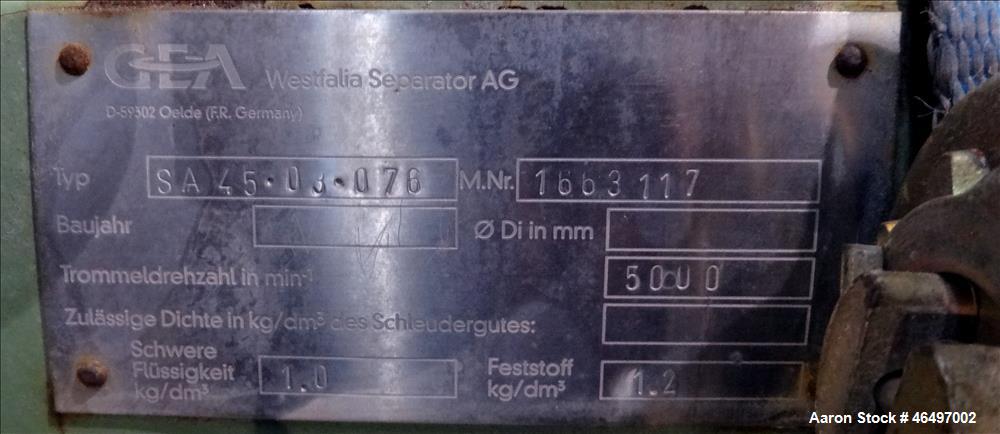 GEA Westfalia Separator AG
D-59302 Oelde (F.R. Germany)
Typ SA 45·03·076 M.Nr. 1663117
Baujahr Ø Di in mm
Trommeldrehzahl in min⁻¹ 5000
Zulässige Dichte in kg/dm³ des Schleudergutes:
Schwere Flüssigkeit kg/dm³ 1.0 Feststoff kg/dm³ 1.2
Aaron Stock # 46497002